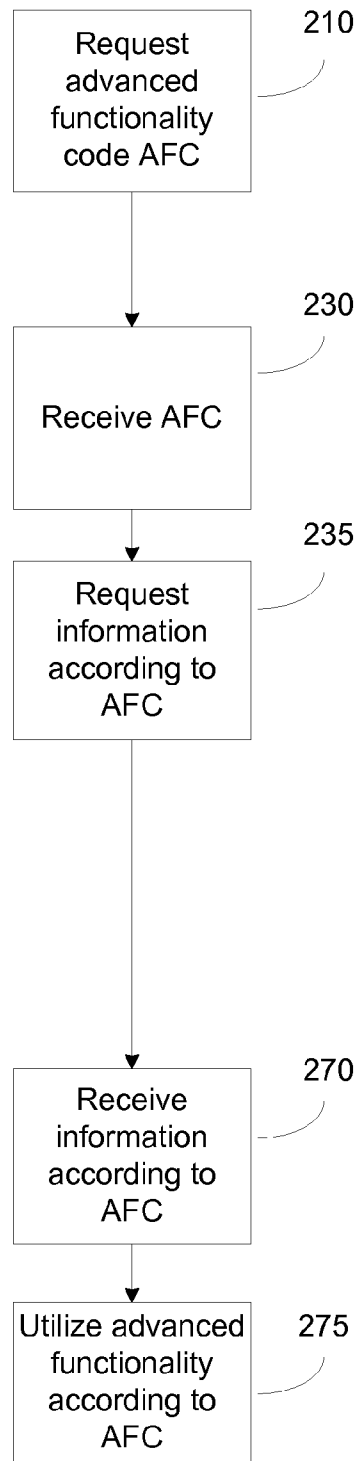 210
Request
advanced
functionality
code AFC
230
Receive AFC
235
Request
information
according to
AFC
270
Receive
information
according to
AFC
275
Utilize advanced
functionality
according to
AFC